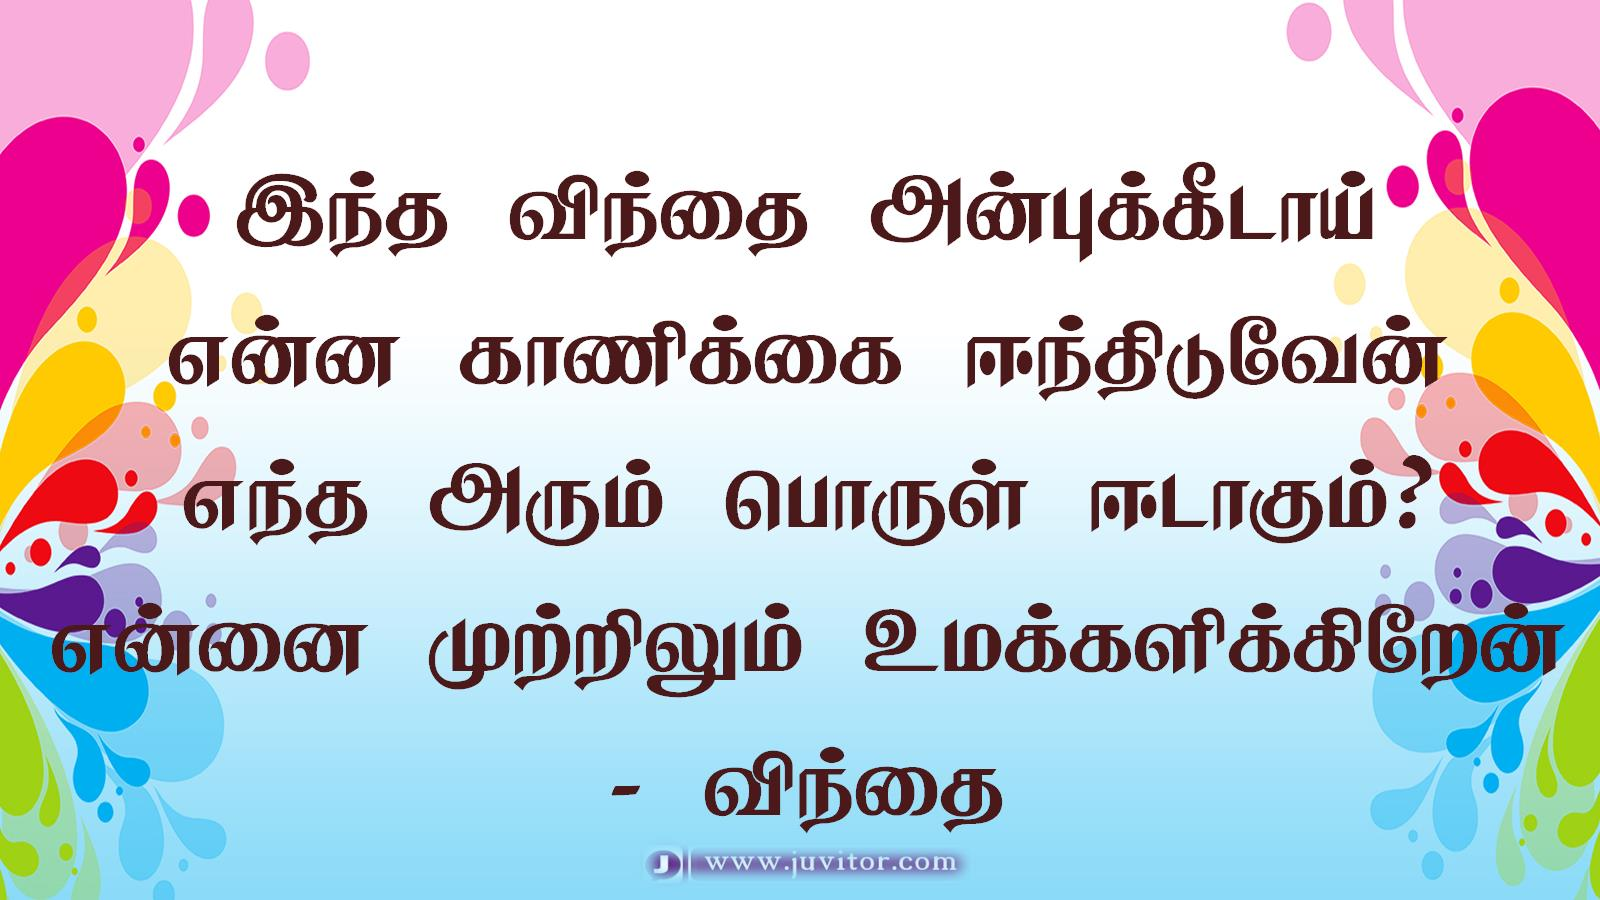 இந்த விந்தை அன்புக்கீடாய்
என்ன காணிக்கை ஈந்திடுவேன்
எந்த அரும் பொருள் ஈடாகும்?
என்னை முற்றிலும் உமக்களிக்கிறேன்
- விந்தை
J www.juvitor.com